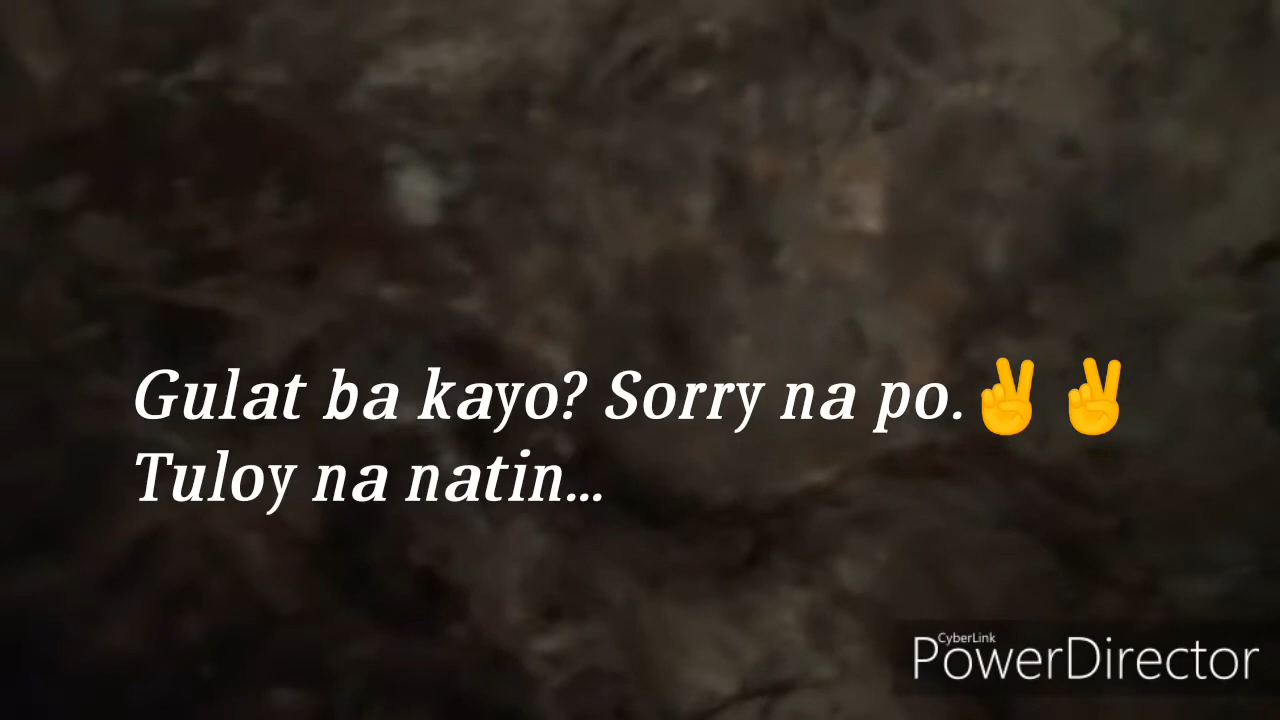 Gulat ba kayo? Sorry na po.✌✌
Tuloy na natin...
CyberLink
PowerDirector